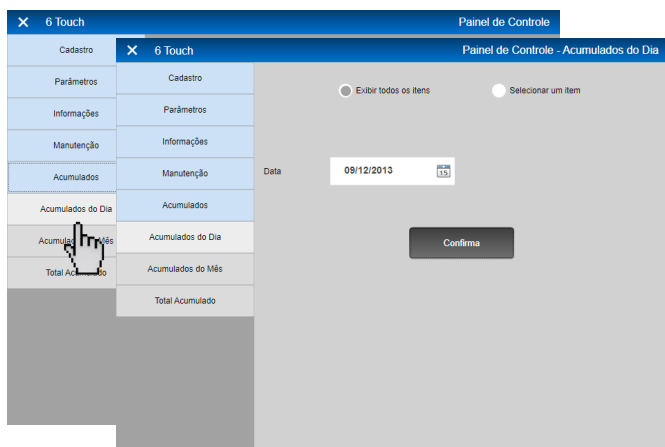 6 Touch
Painel de Controle
Cadastro
Parâmetros
Informações
Manutenção
Acumulados
Acumulados do Dia
Mês
Total
6 Touch
Painel de Controle - Acumulados do Dia
Cadastro
Parâmetros
Informações
Manutenção
Acumulados
Acumulados do Dia
Acumulados do Mês
Total Acumulado
Exibir todos os itens
Selecionar um item
Data
09/12/2013
15
Confirma